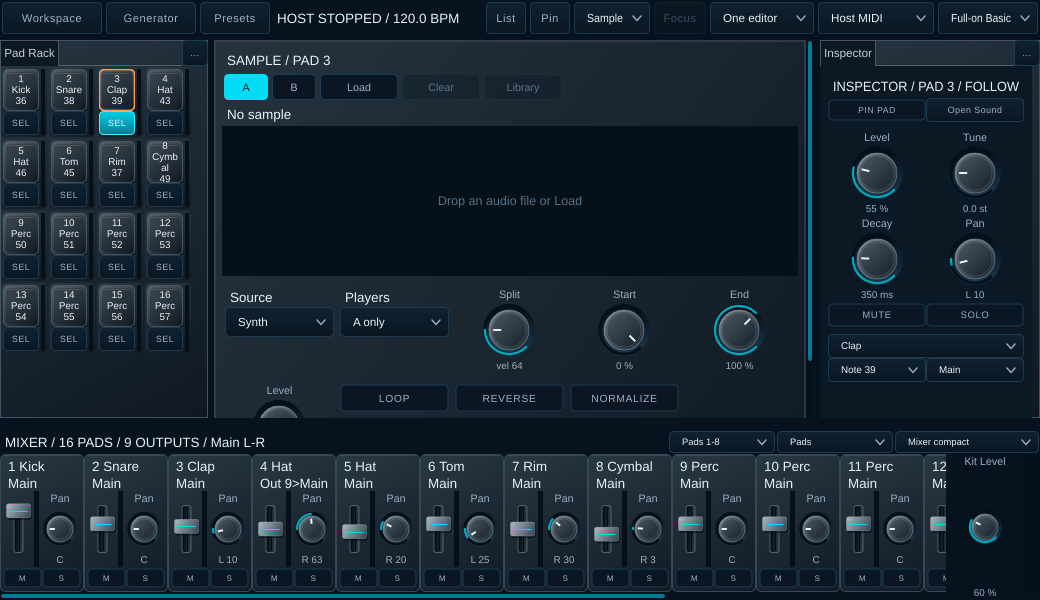 Workspace Generator Presets HOST STOPPED / 120.0 BPM List Pin Sample Focus One editor Host MIDI Full-on Basic
Pad Rack ...
1 Kick 36
2 Snare 38
3 Clap 39
4 Hat 43
SEL SEL SEL SEL
5 Hat 46
6 Tom 45
7 Rim 37
8 Cymb al 49
SEL SEL SEL SEL
9 Perc 50
10 Perc 51
11 Perc 52
12 Perc 53
SEL SEL SEL SEL
13 Perc 54
14 Perc 55
15 Perc 56
16 Perc 57
SEL SEL SEL SEL
SAMPLE / PAD 3
A B Load Clear Library
No sample
Drop an audio file or Load
Source Players Split Start End
Synth A only
vel 64 0 % 100 %
Level LOOP REVERSE NORMALIZE
Inspector ...
INSPECTOR / PAD 3 / FOLLOW
PIN PAD Open Sound
Level Tune
55 % 0.0 st
Decay Pan
350 ms L 10
MUTE SOLO
Clap
Note 39 Main
MIXER / 16 PADS / 9 OUTPUTS / Main L-R Pads 1-8 Pads Mixer compact
1 Kick 2 Snare 3 Clap 4 Hat 5 Hat 6 Tom 7 Rim 8 Cymbal 9 Perc 10 Perc 11 Perc 12 Kit Level
Main Main Main Out 9>Main Main Main Main Main Main Main Main
Pan Pan Pan Pan Pan Pan Pan Pan Pan Pan Pan
C C L 10 R 63 R 20 L 25 R 30 R 3 C C C
M S M S M S M S M S M S M S M S M S M S M S
60 %